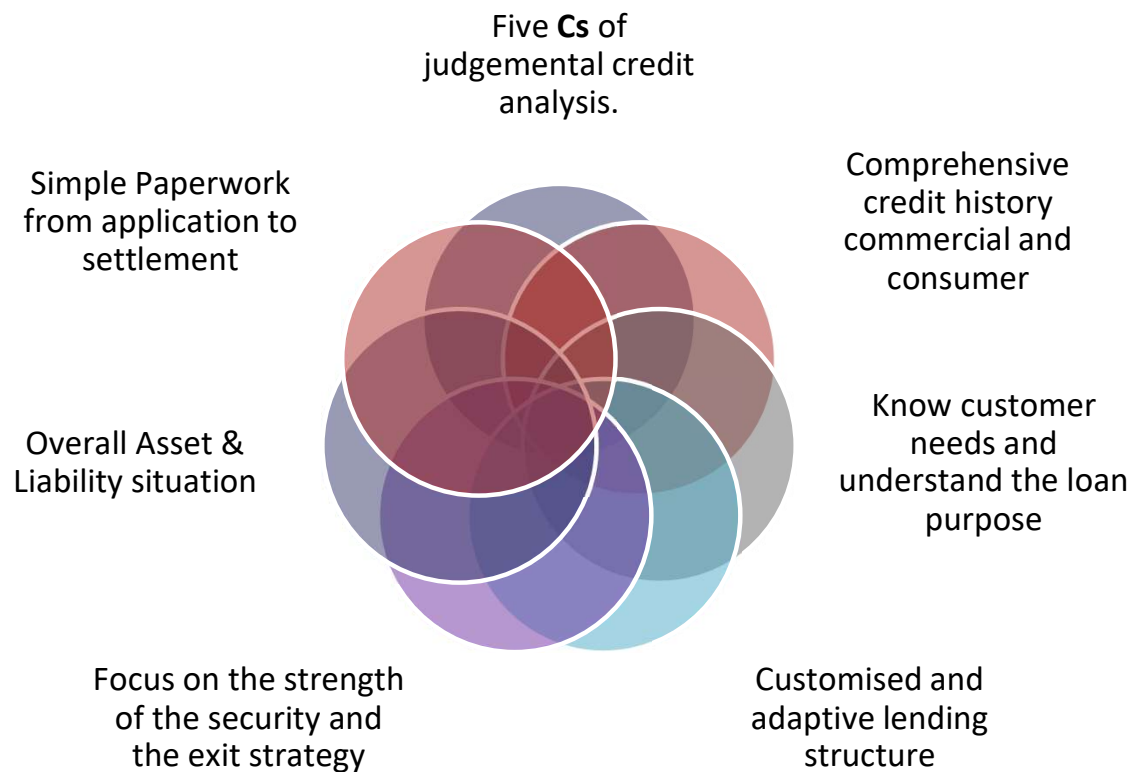 Five Cs of
judgemental credit
analysis.
Comprehensive
credit history
commercial and
consumer
Know customer
needs and
understand the loan
purpose
Customised and
adaptive lending
structure
Focus on the strength
of the security and
the exit strategy
Overall Asset &
Liability situation
Simple Paperwork
from application to
settlement